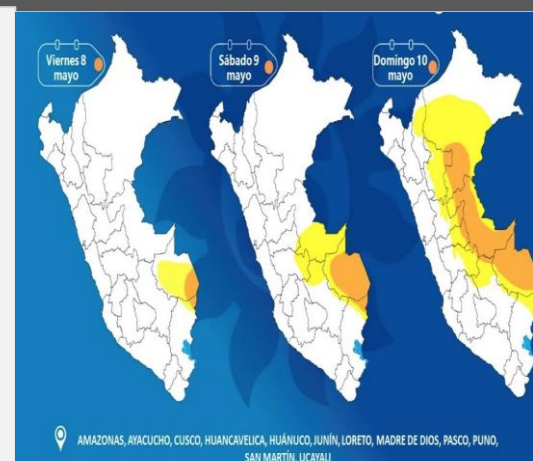 Viernes 8
mayo
Sábado 9
mayo
Domingo 10
mayo
AMAZONAS, AYACUCHO, CUSCO, HUANCAVELICA, HUÁNUCO, JUNÍN, LORETO, MADRE DE DIOS, PASCO, PUNO,
SAN MARTÍN, UCAYALI